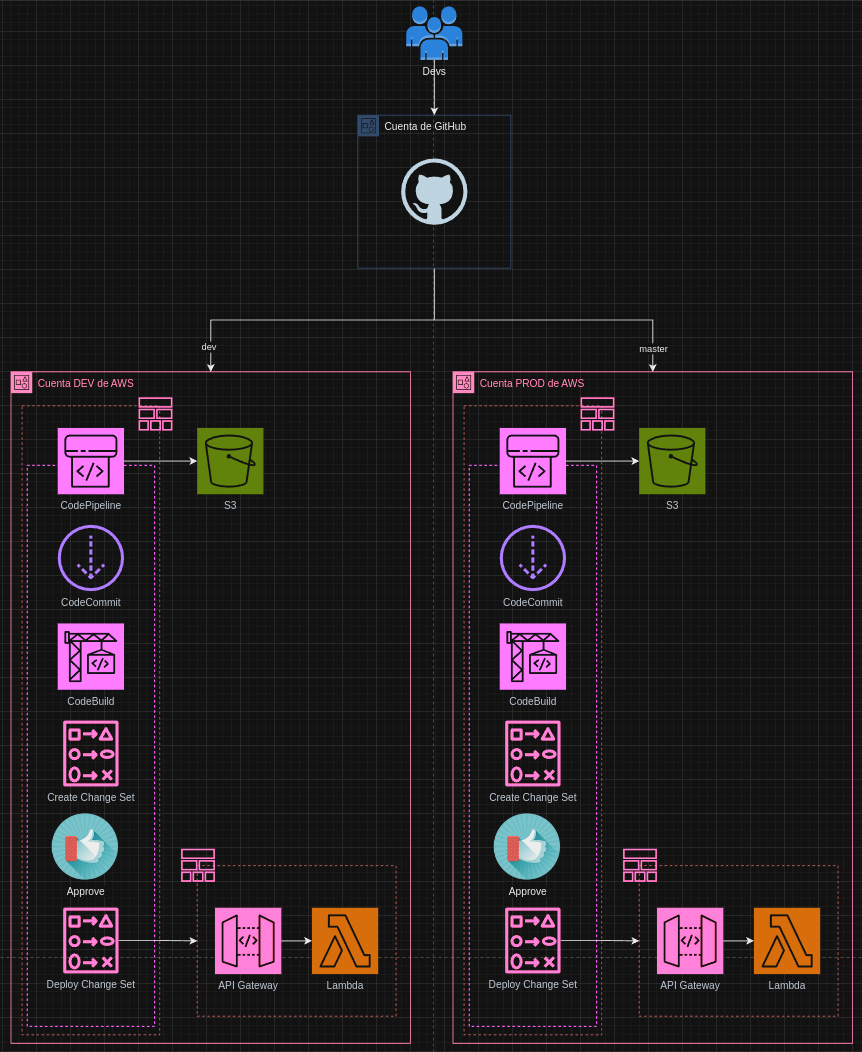 Devs
Cuenta de GitHub
dev
master
Cuenta DEV de AWS
CodePipeline
S3
CodeCommit
CodeBuild
Create Change Set
Approve
Deploy Change Set
API Gateway
Lambda
Cuenta PROD de AWS
CodePipeline
S3
CodeCommit
CodeBuild
Create Change Set
Approve
Deploy Change Set
API Gateway
Lambda